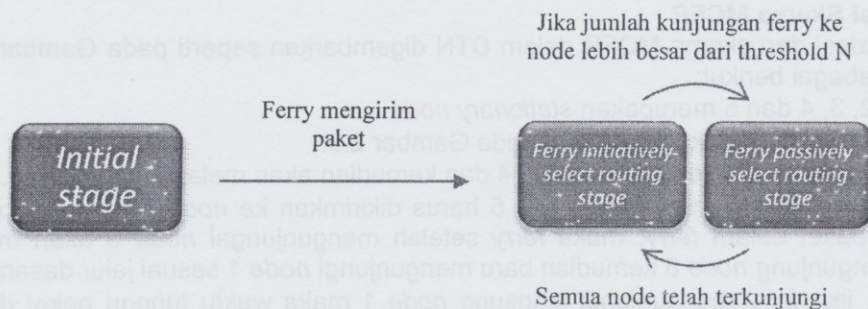 Jika jumlah kunjungan ferry ke
node lebih besar dari threshold N
Ferry mengirim
paket
Initial
stage
Ferry initiatively
select routing
stage
Ferry passively
select routing
stage
Semua node telah terkunjungi